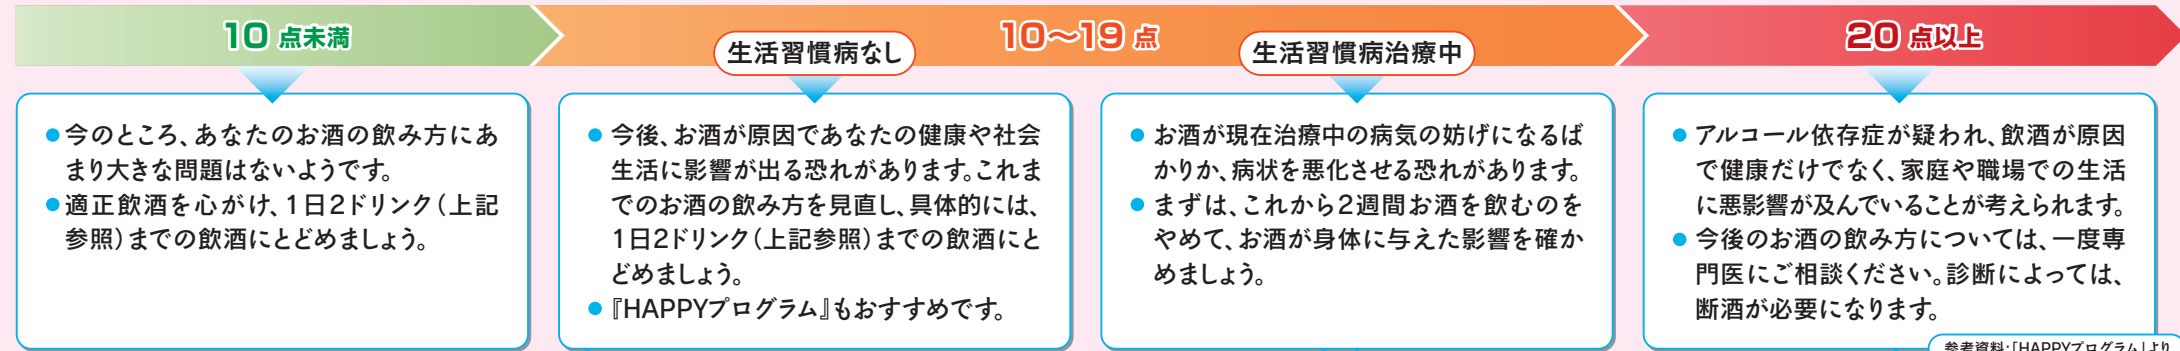 10 点未満
10～19 点
20 点以上
生活習慣病なし
生活習慣病治療中
●今のところ、あなたのお酒の飲み方にあ
まり大きな問題はないようです。
●適正飲酒を心がけ、1日2ドリンク（上記
参照）までの飲酒にとどめましょう。
●今後、お酒が原因であなたの健康や社会
生活に影響が出る恐れがあります。これま
でのお酒の飲み方を見直し、具体的には、
1日2ドリンク（上記参照）までの飲酒にと
どめましょう。
●『HAPPYプログラム』もおすすめです。
●お酒が現在治療中の病気の妨げになるば
かりか、病状を悪化させる恐れがあります。
●まずは、これから2週間お酒を飲むのを
やめて、お酒が身体に与えた影響を確か
めましょう。
●アルコール依存症が疑われ、飲酒が原因
で健康だけでなく、家庭や職場での生活
に悪影響が及んでいることが考えられます。
●今後のお酒の飲み方については、一度専
門医にご相談ください。診断によっては、
断酒が必要になります。
参考資料：「HAPPYプログラム」より